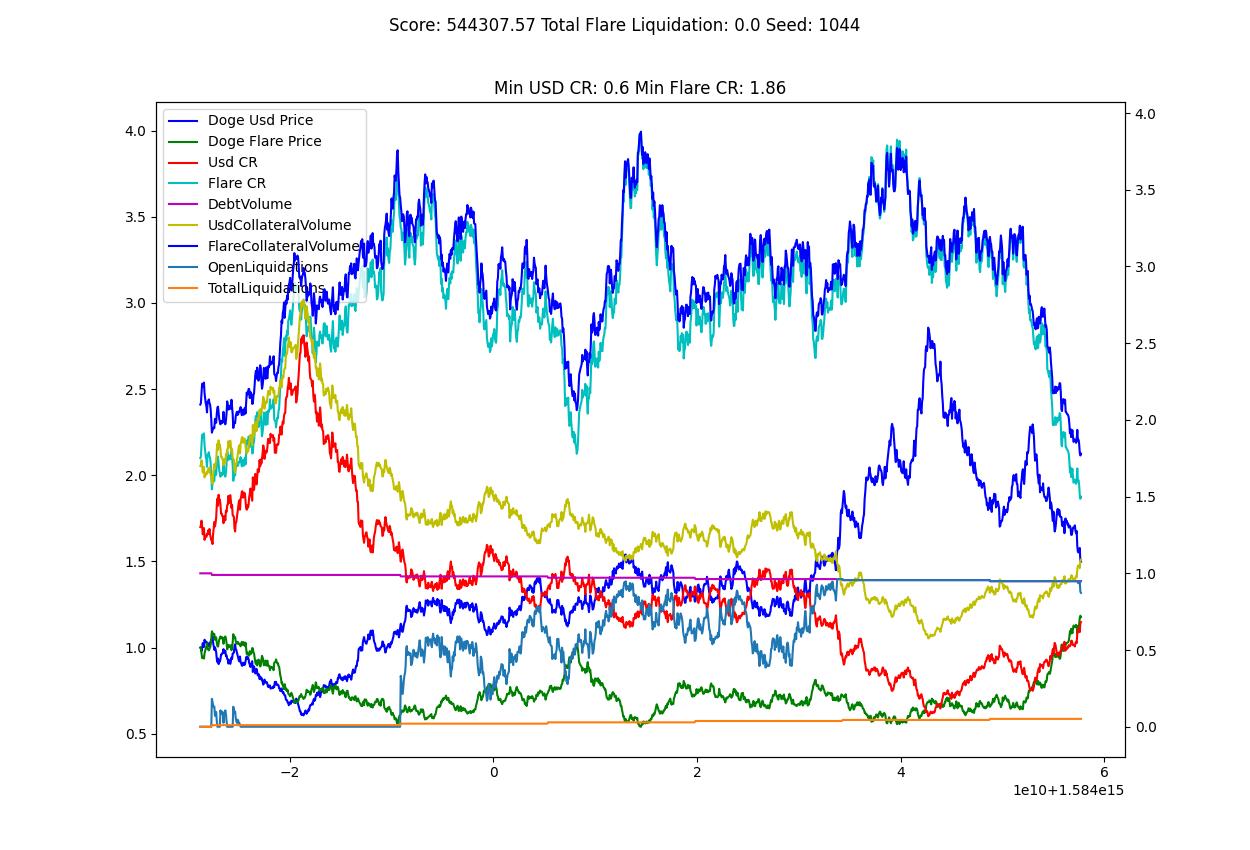 Score: 544307.57 Total Flare Liquidation: 0.0 Seed: 1044
Min USD CR: 0.6 Min Flare CR: 1.86
Doge Usd Price
Doge Flare Price
Usd CR
Flare CR
DebtVolume
UsdCollateralVolume
FlareCollateralVolume
OpenLiquidations
TotalLiquidations
4.0
3.5
3.0
2.5
2.0
1.5
1.0
0.5
4.0
3.5
3.0
2.5
2.0
1.5
1.0
0.5
0.0
−2
0
2
4
6
1e10+1.584e15